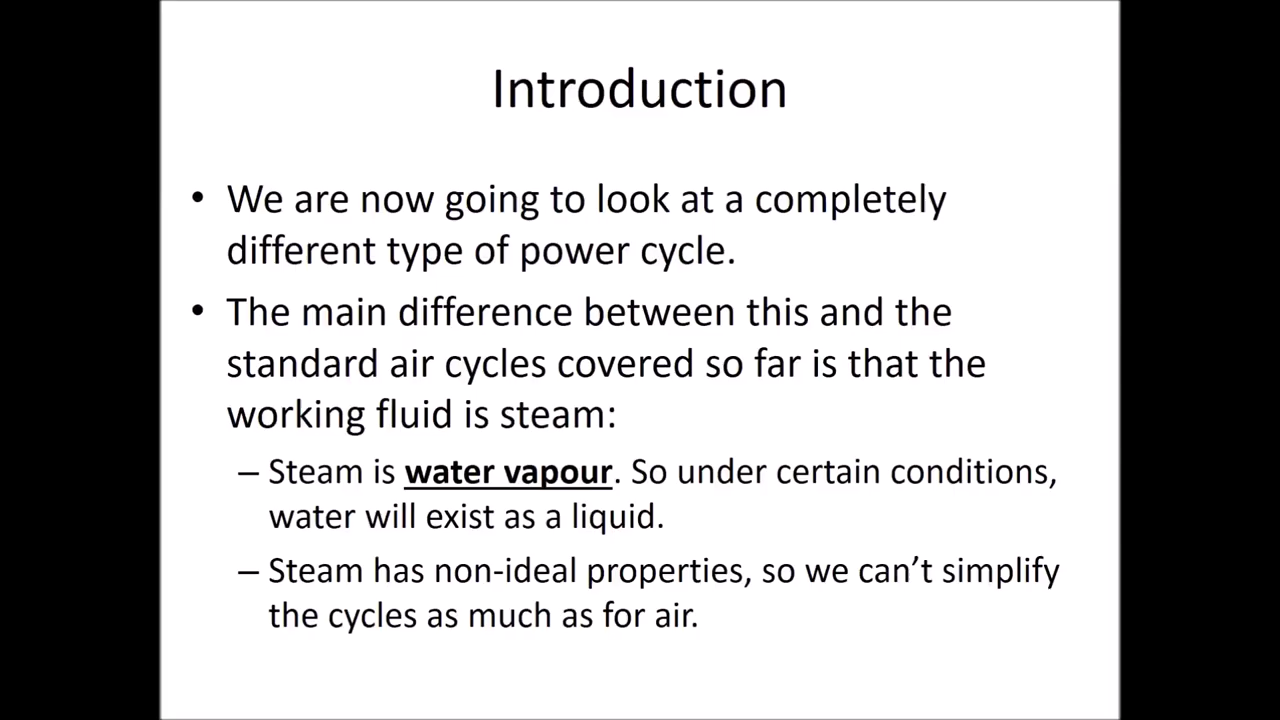 Introduction
• We are now going to look at a completely
different type of power cycle.
• The main difference between this and the
standard air cycles covered so far is that the
working fluid is steam:
– Steam is water vapour. So under certain conditions,
water will exist as a liquid.
– Steam has non-ideal properties, so we can’t simplify
the cycles as much as for air.